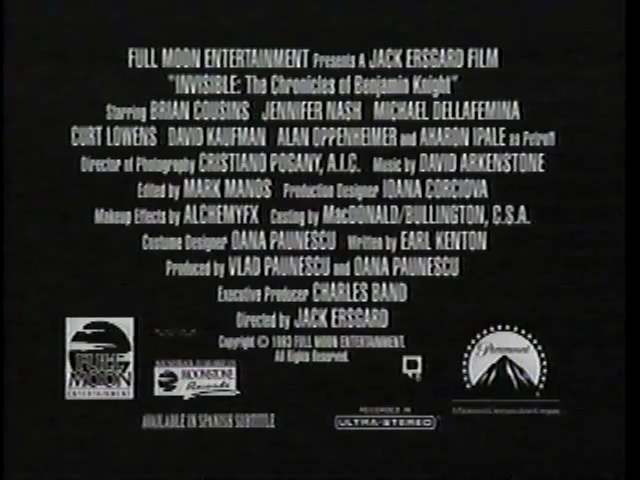 FULL MOON ENTERTAINMENT Presents A JACK ERSGARD FILM
"INVISIBLE: The Chronicles of Benjamin Knight"
Starring BRIAN COUSINS JENNIFER NASH MICHAEL DELLAFEMINA
CURT LOWENS DAVID KAUFMAN ALAN OPPENHEIMER and AHARON IPALE as Petroff
Director of Photography CRISTIANO POGANY, A.I.C. Music by DAVID ARKENSTONE
Edited by MARK MANOS Production Designer IOANA CORCIOVA
Makeup Effects by ALCHEMYFX Casting by MacDONALD/BULLINGTON, C.S.A.
Costume Designer OANA PAUNESCU Written by EARL KENTON
Produced by VLAD PAUNESCU and OANA PAUNESCU
Executive Producer CHARLES BAND
Directed by JACK ERSGARD
Copyright © 1993 FULL MOON ENTERTAINMENT.
All Rights Reserved.
FULL MOON
ENTERTAINMENT
MOONSTONE
Records
Paramount
AVAILABLE IN SPANISH SUBTITLE
RECORDED IN
ULTRA-STEREO